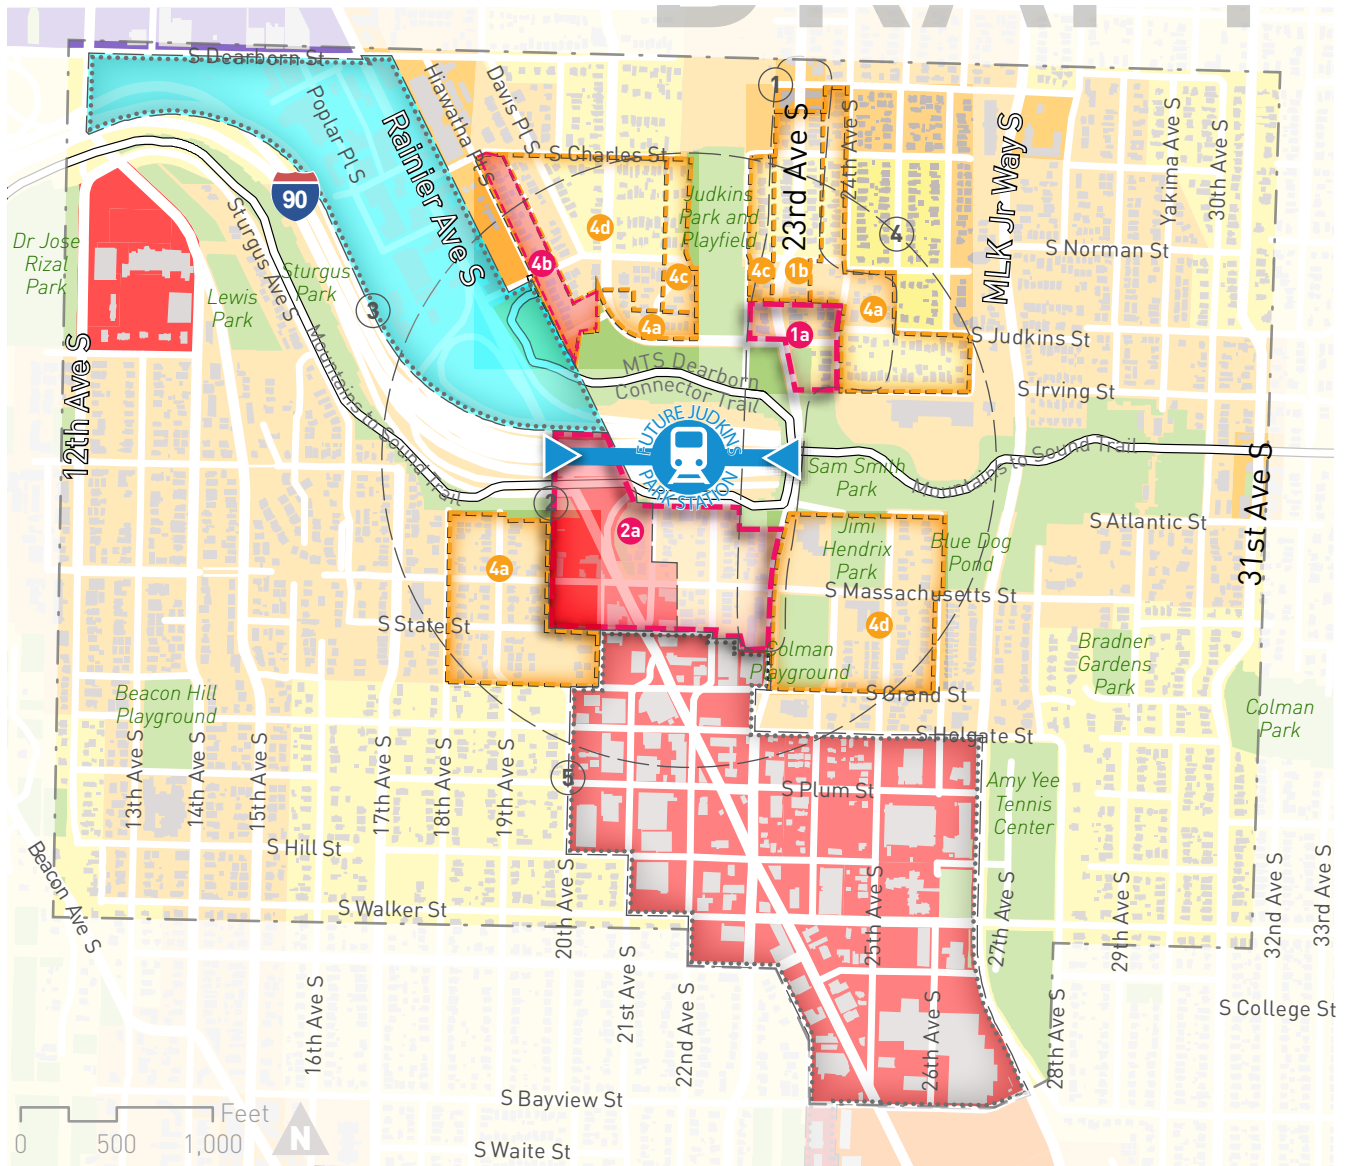 S Dearborn St
Poplar Pl S
Rainier Ave S
Hiawatha Pl S
Davis Pl S
S Charles St
1
23rd Ave S
24th Ave S
4
MLK Jr Way S
Yakima Ave S
30th Ave S
90
Dr Jose
Rizal
Park
Sturgus Ave S
Sturgus
Park
Lewis
Park
3
4b
4d
4c
4a
Judkins
Park and
Playfield
4c
1b
1a
4a
S Norman St
S Judkins St
S Irving St
12th Ave S
Mountains to Sound Trail
MTS Dearborn
Connector Trail
FUTURE JUDKINS
PARK STATION
Sam Smith
Park
Mountains to Sound Trail
31st Ave S
2
2a
4a
Jimi
Hendrix
Park
Blue Dog
Pond
S Atlantic St
S Massachusetts St
4d
S State St
Colman
Playground
Bradner
Gardens
Park
Beacon Hill
Playground
S Grand St
S Holgate St
Colman
Park
13th Ave S
14th Ave S
15th Ave S
17th Ave S
18th Ave S
19th Ave S
5
S Plum St
Amy Yee
Tennis
Center
S Hill St
Beacon Ave S
S Walker St
20th Ave S
25th Ave S
27th Ave S
29th Ave S
32nd Ave S
33rd Ave S
16th Ave S
21st Ave S
22nd Ave S
26th Ave S
28th Ave S
S College St
S Bayview St
S Waite St
Feet
0 500 1,000
N